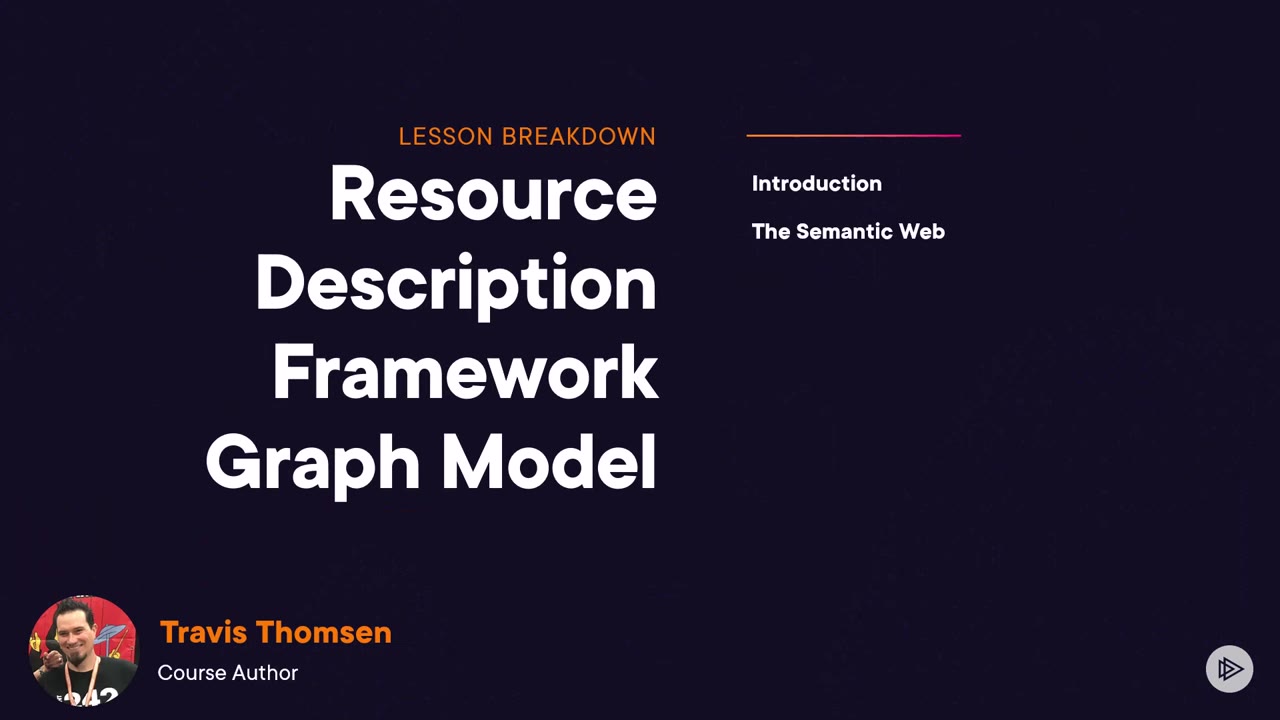 LESSON BREAKDOWN
Resource
Description
Framework
Graph Model
Introduction
The Semantic Web
Travis Thomsen
Course Author